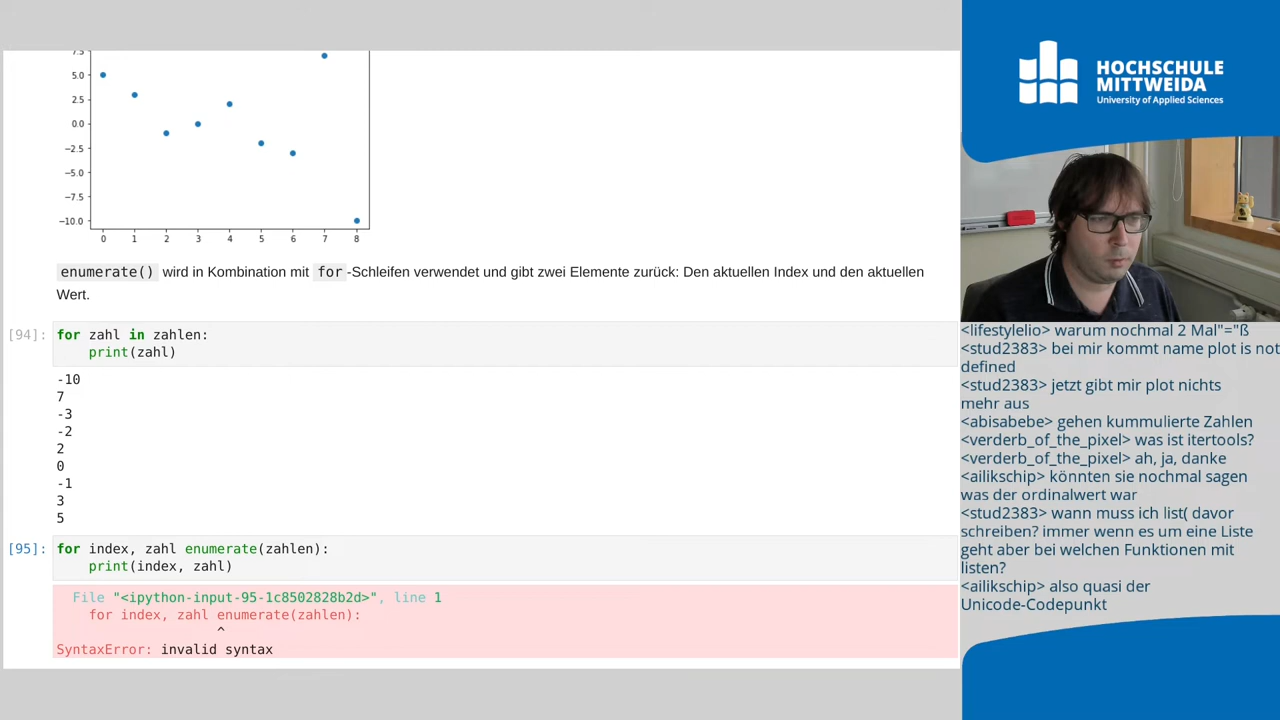 7.5
5.0
2.5
0.0
−2.5
−5.0
−7.5
−10.0
0 1 2 3 4 5 6 7 8
enumerate() wird in Kombination mit for -Schleifen verwendet und gibt zwei Elemente zurück: Den aktuellen Index und den aktuellen
Wert.
[94]: for zahl in zahlen:
print(zahl)
-10
7
-3
-2
2
0
-1
3
5
[95]: for index, zahl enumerate(zahlen):
print(index, zahl)
File "<ipython-input-95-1c8502828b2d>", line 1
for index, zahl enumerate(zahlen):
^
SyntaxError: invalid syntax
HOCHSCHULE
MITTWEIDA
University of Applied Sciences
<lifestylelio> warum nochmal 2 Mal"="ß
<stud2383> bei mir kommt name plot is not
defined
<stud2383> jetzt gibt mir plot nichts
mehr aus
<abisabebe> gehen kummulierte Zahlen
<verderb_of_the_pixel> was ist itertools?
<verderb_of_the_pixel> ah, ja, danke
<ailikschip> könnten sie nochmal sagen
was der ordinalwert war
<stud2383> wann muss ich list( davor
schreiben? immer wenn es um eine Liste
geht aber bei welchen Funktionen mit
listen?
<ailikschip> also quasi der
Unicode-Codepunkt